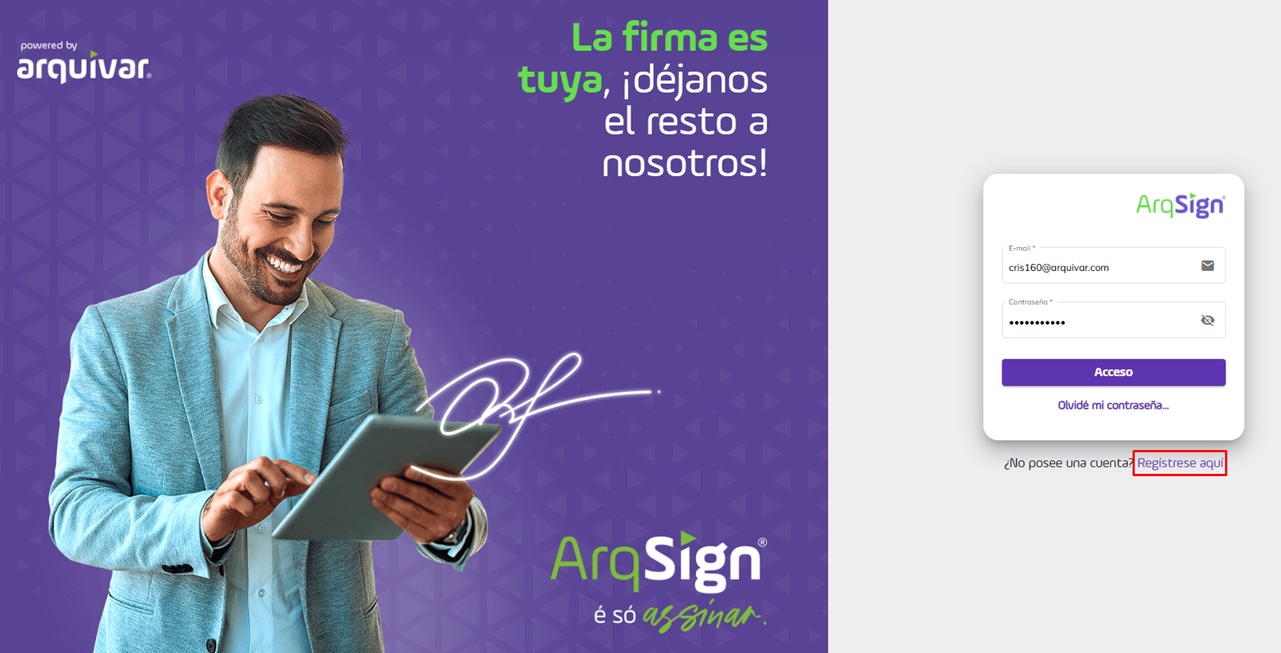 powered by
arquivar®
La firma es
tuya, ¡déjanos
el resto a
nosotros!
ArqSign®
é só assinar.
ArqSign®
E-mail *
cris160@arquivar.com
Contraseña *
•••••••••••
Acceso
Olvidé mi contraseña...
¿No posee una cuenta? Regístrese aquí